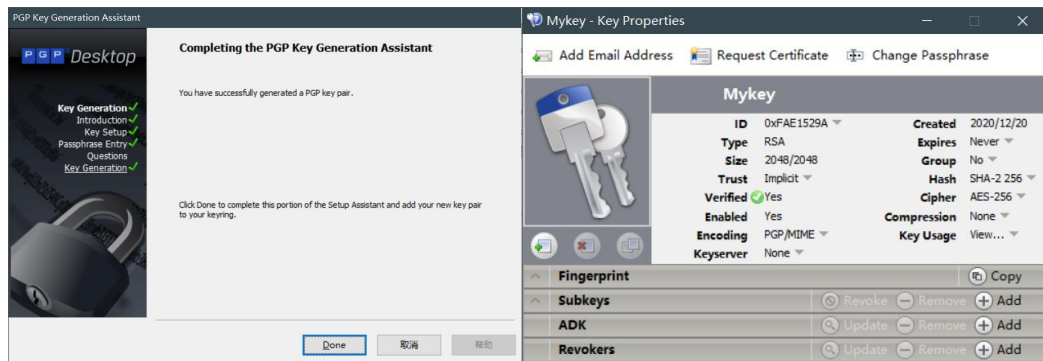 PGP Key Generation Assistant
PGP Desktop
Key Generation
Introduction
Key Setup
Passphrase Entry
Questions
Key Generation
Completing the PGP Key Generation Assistant
You have successfully generated a PGP key pair.
Click Done to complete this portion of the Setup Assistant and add your new key pair
to your keyring.
Done 取消 帮助
Mykey - Key Properties
Add Email Address Request Certificate Change Passphrase
Mykey
ID 0xFAE1529A Created 2020/12/20
Type RSA Expires Never
Size 2048/2048 Group No
Trust Implicit Hash SHA-2 256
Verified Yes Cipher AES-256
Enabled Yes Compression None
Encoding PGP/MIME Key Usage View...
Keyserver None
Fingerprint Copy
Subkeys Revoke Remove Add
ADK Update Remove Add
Revokers Update Remove Add